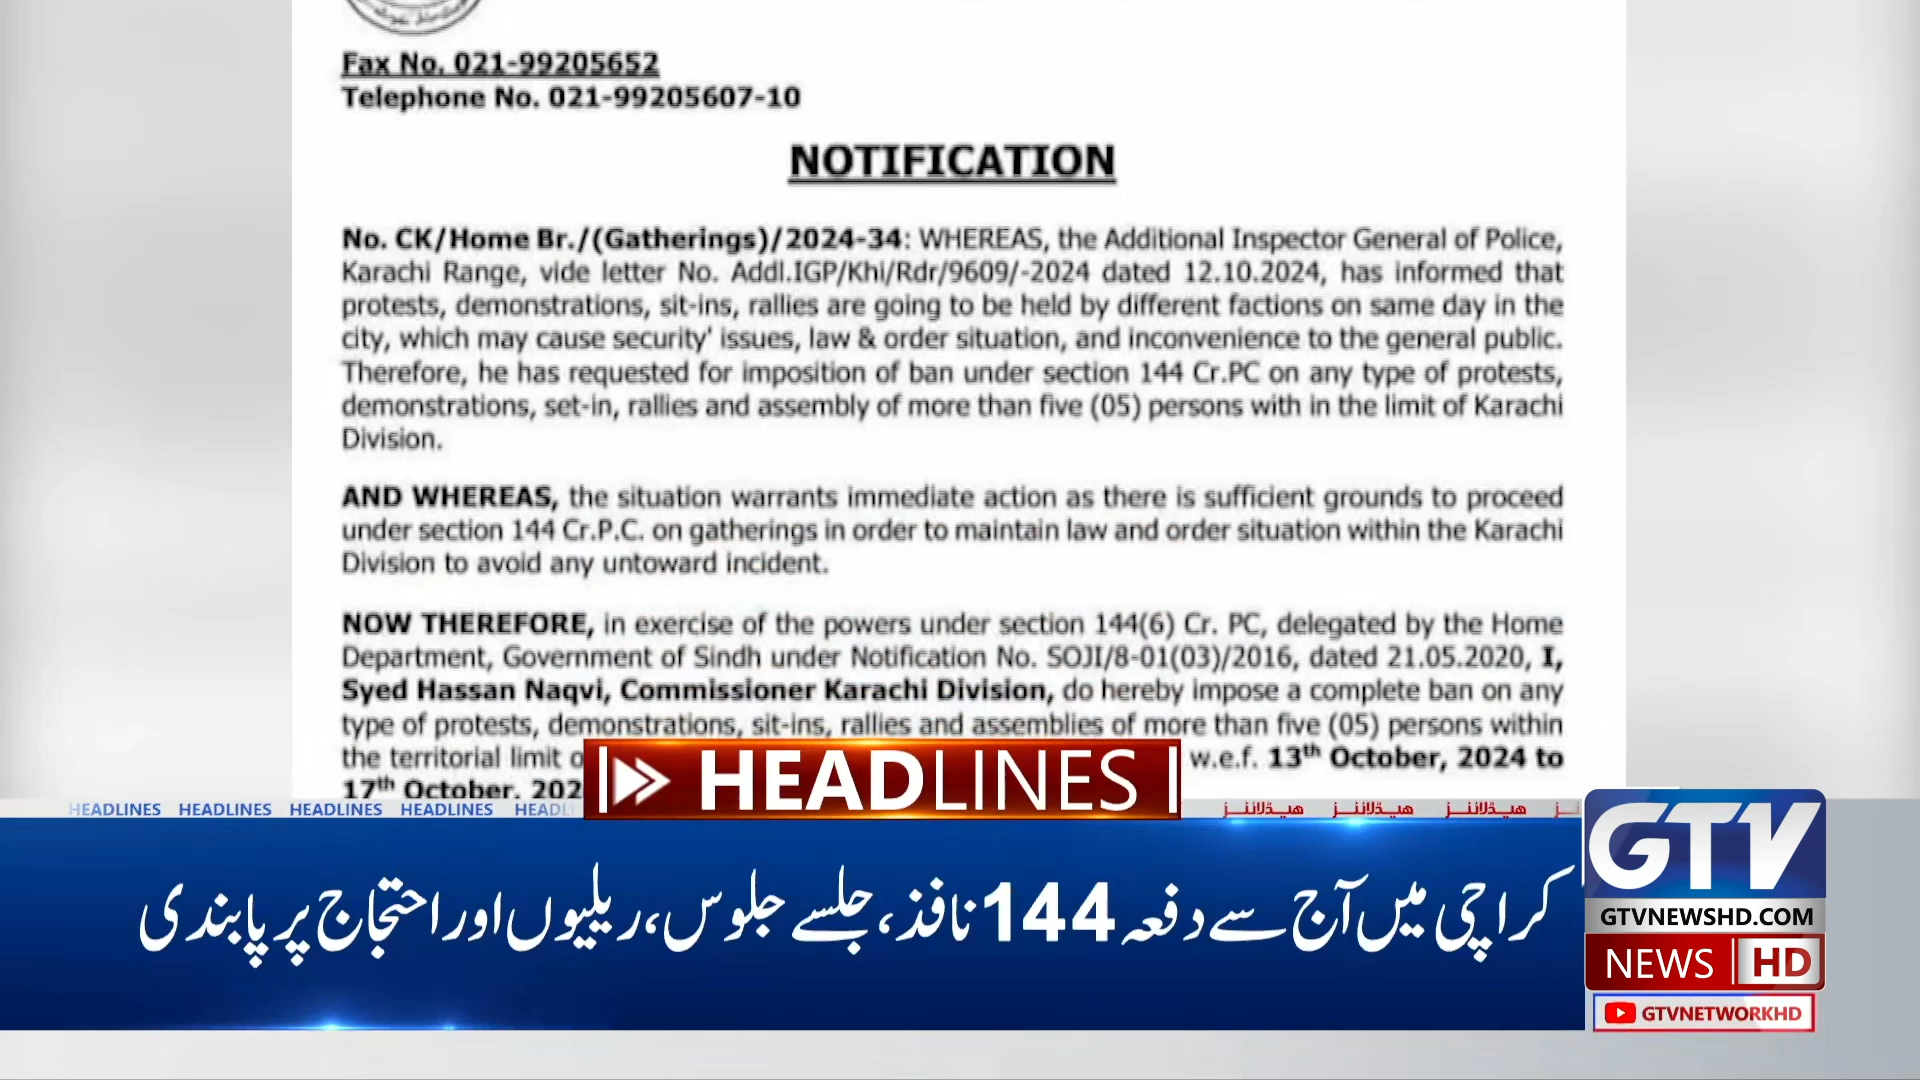 Fax No. 021-99205652
Telephone No. 021-99205607-10
NOTIFICATION
No. CK/Home Br./(Gatherings)/2024-34: WHEREAS, the Additional Inspector General of Police,
Karachi Range, vide letter No. Addl.IGP/Khi/Rdr/9609/-2024 dated 12.10.2024, has informed that
protests, demonstrations, sit-ins, rallies are going to be held by different factions on same day in the
city, which may cause security' issues, law & order situation, and inconvenience to the general public.
Therefore, he has requested for imposition of ban under section 144 Cr.PC on any type of protests,
demonstrations, set-in, rallies and assembly of more than five (05) persons with in the limit of Karachi
Division.
AND WHEREAS, the situation warrants immediate action as there is sufficient grounds to proceed
under section 144 Cr.P.C. on gatherings in order to maintain law and order situation within the Karachi
Division to avoid any untoward incident.
NOW THEREFORE, in exercise of the powers under section 144(6) Cr. PC, delegated by the Home
Department, Government of Sindh under Notification No. SOJI/8-01(03)/2016, dated 21.05.2020, I,
Syed Hassan Naqvi, Commissioner Karachi Division, do hereby impose a complete ban on any
type of protests, demonstrations, sit-ins, rallies and assemblies of more than five (05) persons within
the territorial limit w.e.f. 13th October, 2024 to
17th October, 202
HEADLINES
HEADLINES HEADLINES HEADLINES HEADLINES HEADL
ہیڈلائنز ہیڈلائنز ہیڈلائنز
کراچی میں آج سے دفعہ 144 نافذ، جلسے جلوس، ریلیوں اور احتجاج پر پابندی
GTV
GTVNEWSHD.COM
NEWS HD
GTVNETWORKHD